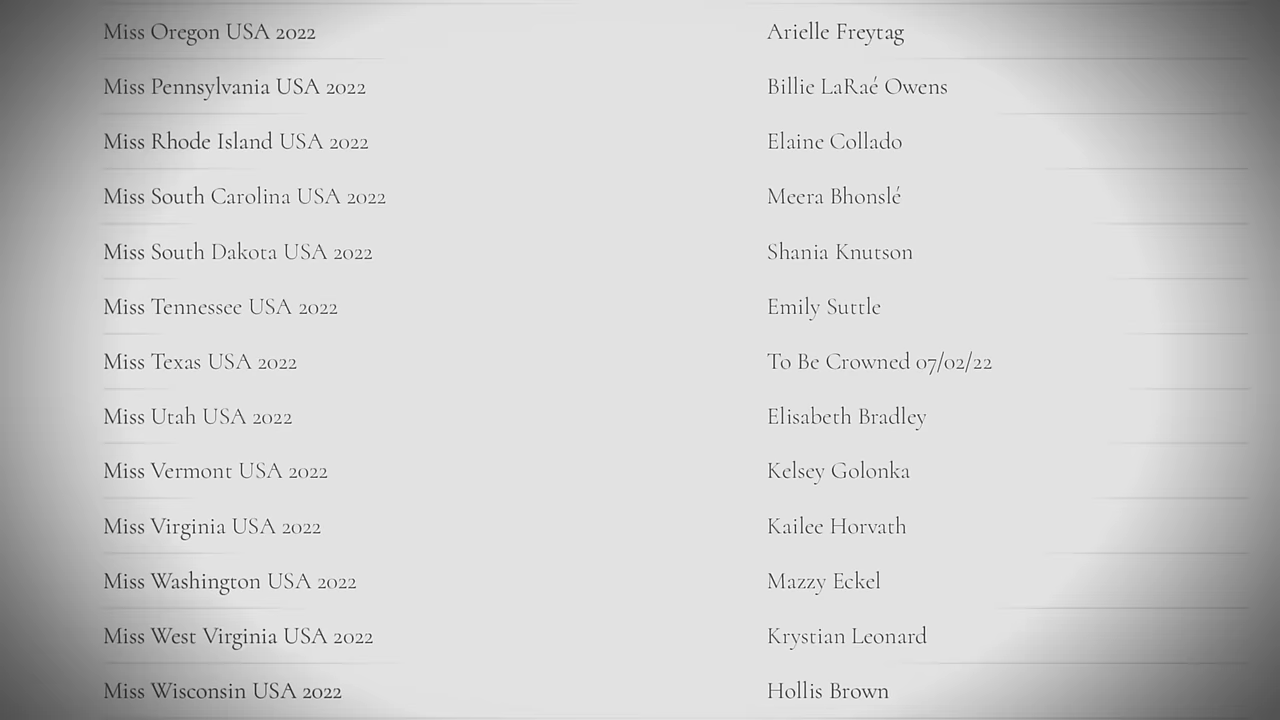 Miss Oregon USA 2022 Arielle Freytag
Miss Pennsylvania USA 2022 Billie LaRaé Owens
Miss Rhode Island USA 2022 Elaine Collado
Miss South Carolina USA 2022 Meera Bhonslé
Miss South Dakota USA 2022 Shania Knutson
Miss Tennessee USA 2022 Emily Suttle
Miss Texas USA 2022 To Be Crowned 07/02/22
Miss Utah USA 2022 Elisabeth Bradley
Miss Vermont USA 2022 Kelsey Golonka
Miss Virginia USA 2022 Kailee Horvath
Miss Washington USA 2022 Mazzy Eckel
Miss West Virginia USA 2022 Krystian Leonard
Miss Wisconsin USA 2022 Hollis Brown